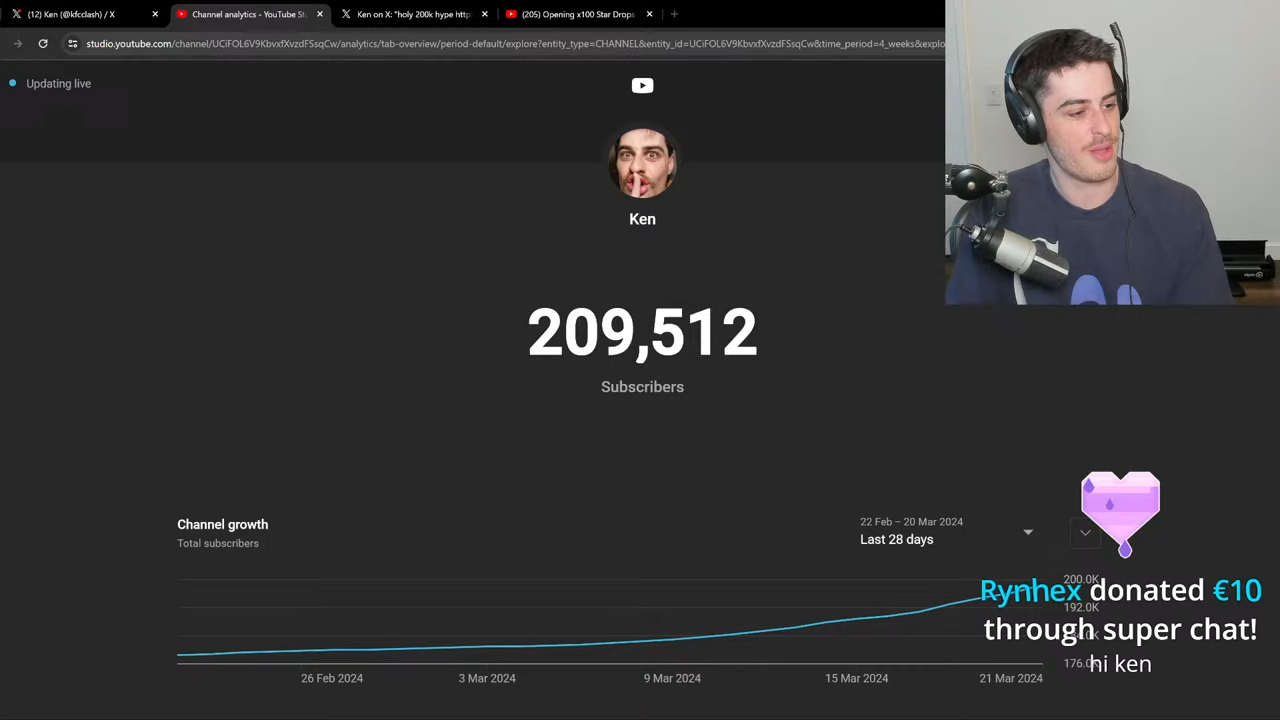 (12) Ken (@kfcclash) / X
Channel analytics - YouTube St
Ken on X: "holy 200k hype http
(205) Opening x100 Star Drops
studio.youtube.com/channel/UCiFOL6V9KbvxfXvzdFSsqCw/analytics/tab-overview/period-default/explore?entity_type=CHANNEL&entity_id=UCiFOL6V9KbvxfXvzdFSsqCw&time_period=4_weeks&explo
Updating live
Ken
209,512
Subscribers
Channel growth
Total subscribers
22 Feb – 20 Mar 2024
Last 28 days
200.0K
192.0K
176.0K
26 Feb 2024
3 Mar 2024
9 Mar 2024
15 Mar 2024
21 Mar 2024
Rynhex donated €10
through super chat!
hi ken